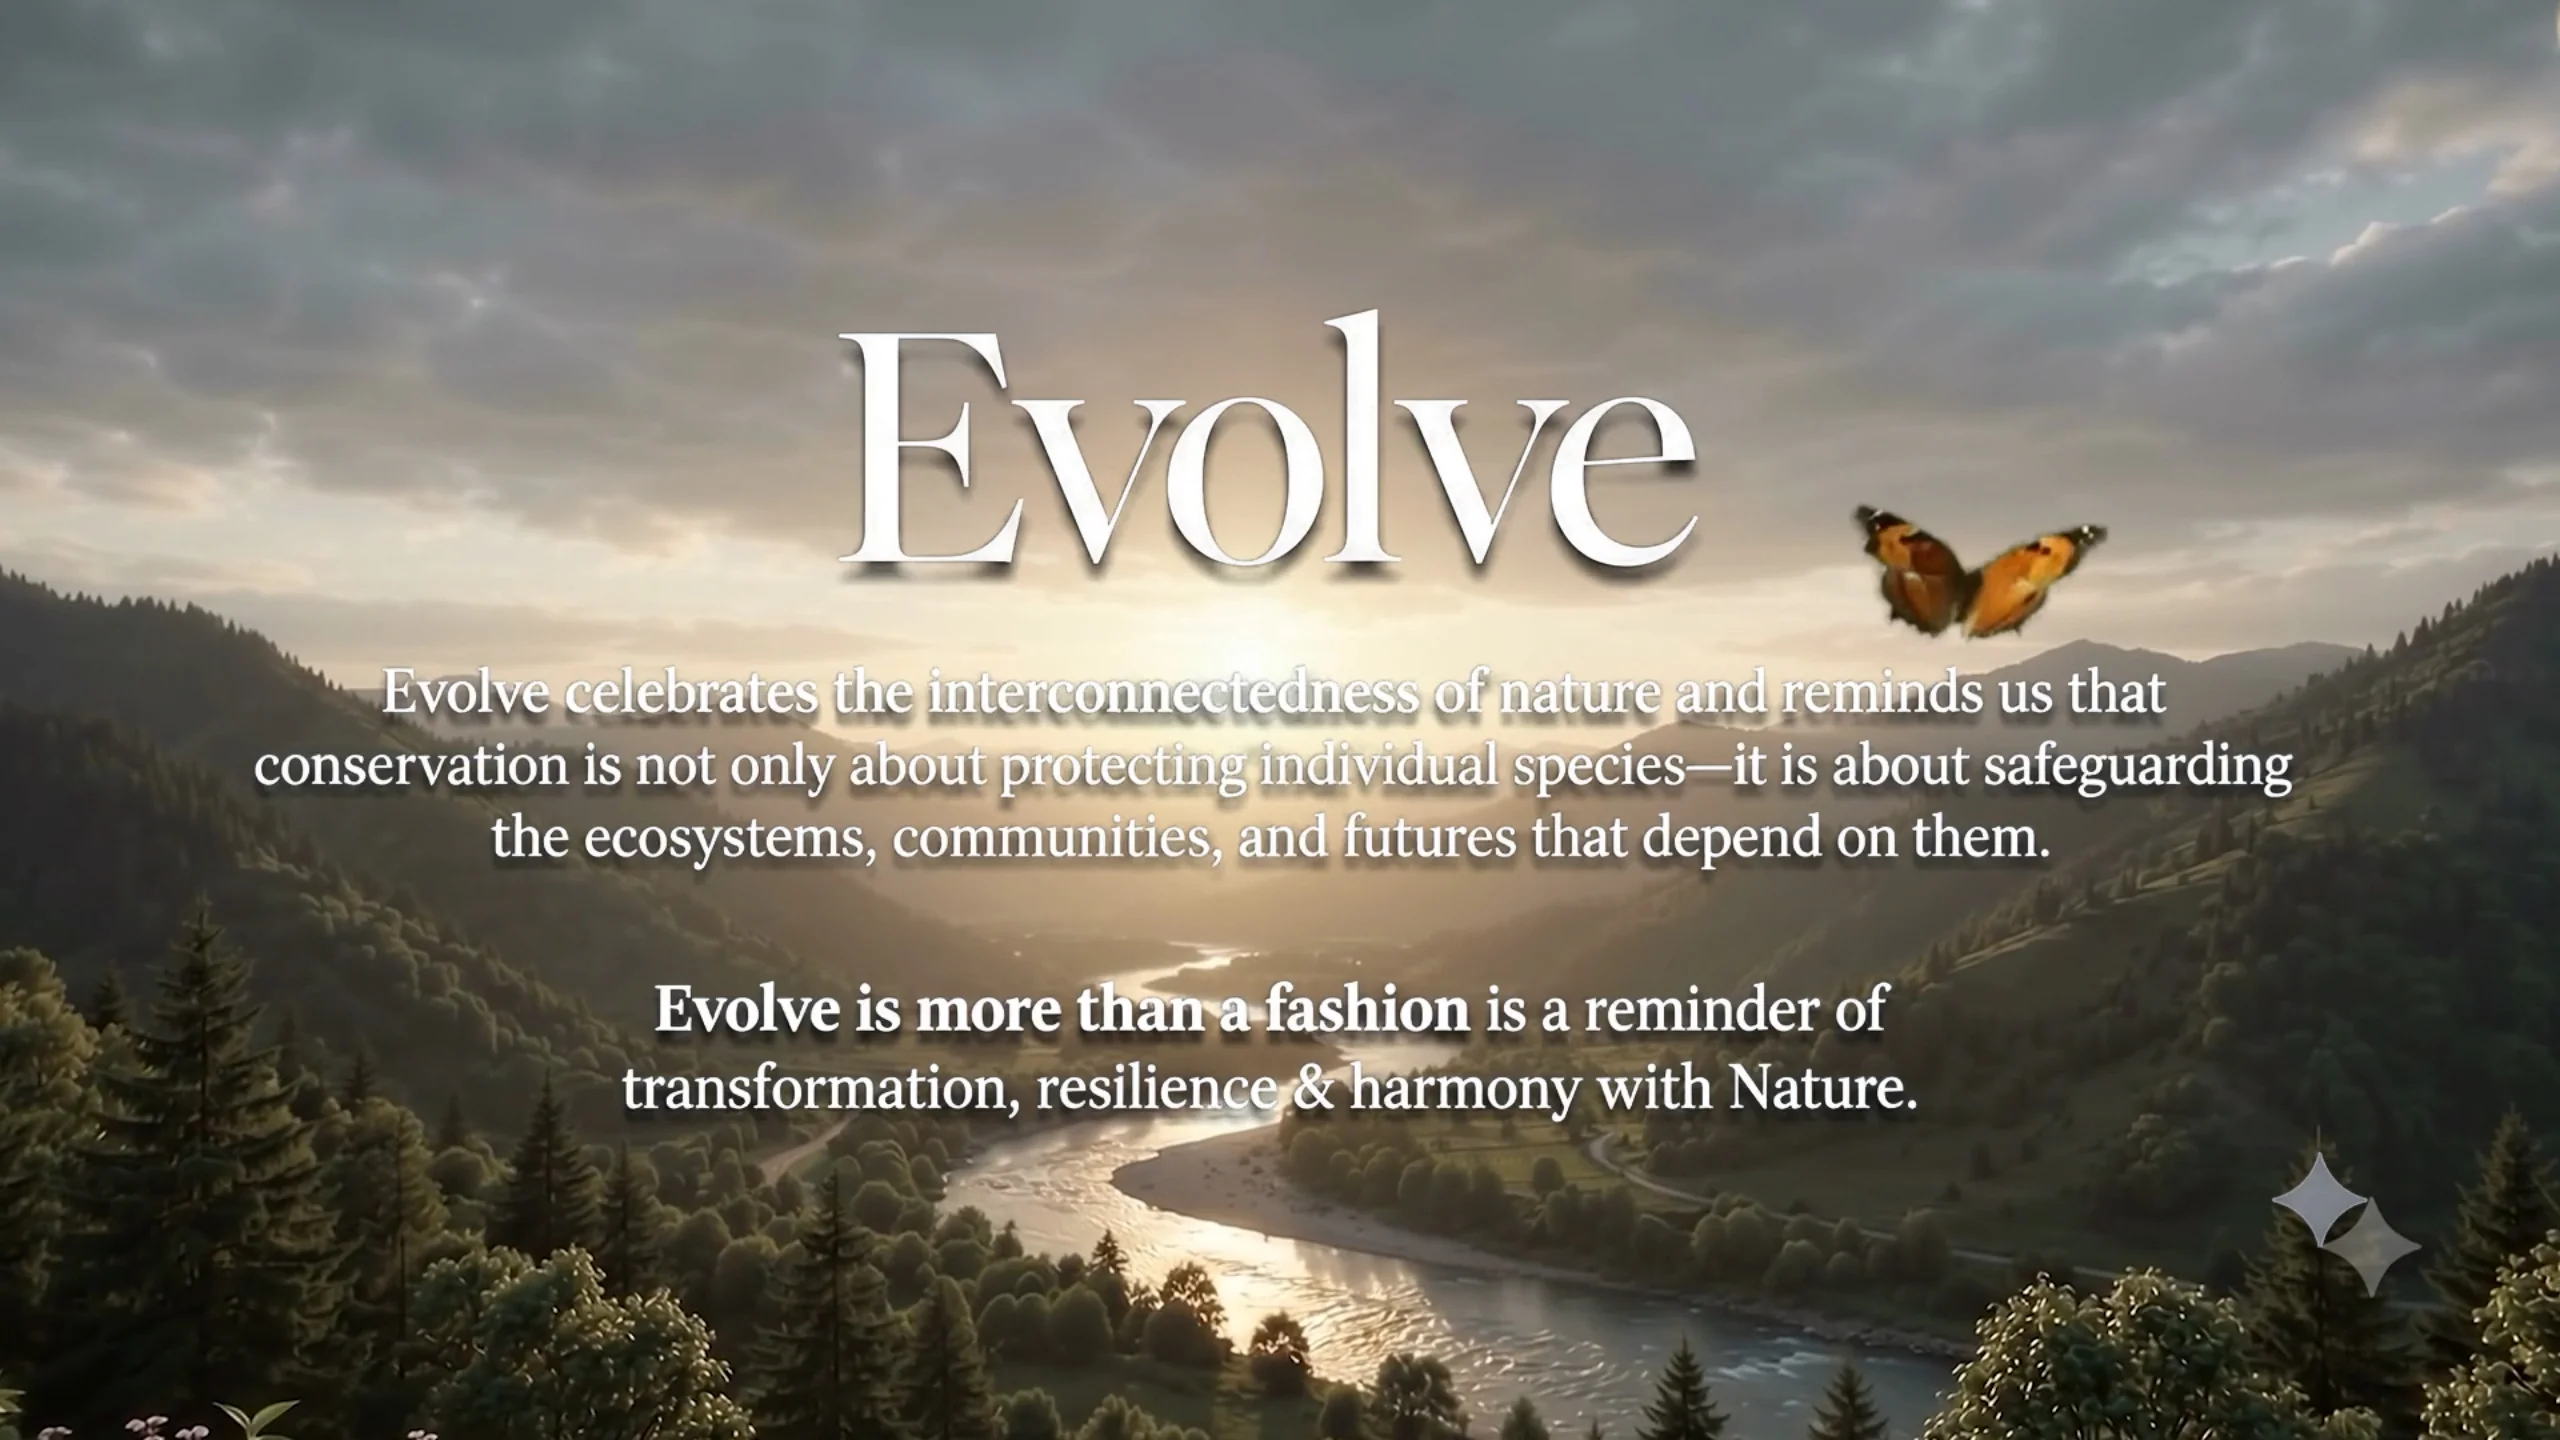 Evolve
Evolve celebrates the interconnectedness of nature and reminds us that
conservation is not only about protecting individual species—it is about safeguarding
the ecosystems, communities, and futures that depend on them.
Evolve is more than a fashion is a reminder of
transformation, resilience & harmony with Nature.